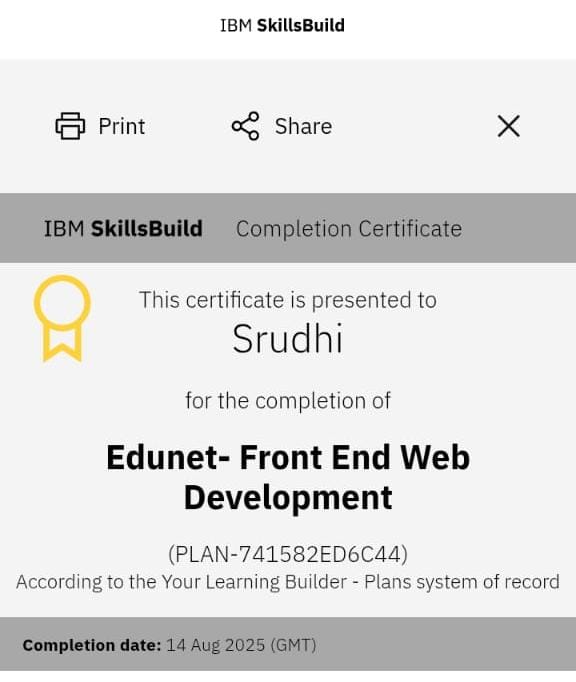 IBM SkillsBuild
Print
Share
IBM SkillsBuild Completion Certificate
This certificate is presented to
Srudhi
for the completion of
Edunet- Front End Web
Development
(PLAN-741582ED6C44)
According to the Your Learning Builder - Plans system of record
Completion date: 14 Aug 2025 (GMT)